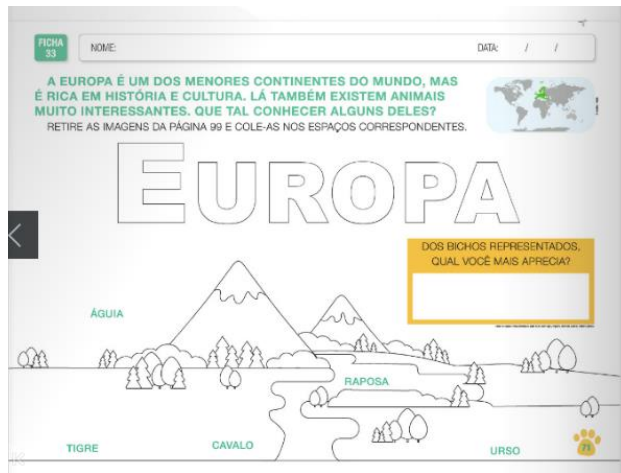 FICHA
33
NOME:
DATA: / /
A EUROPA É UM DOS MENORES CONTINENTES DO MUNDO, MAS
É RICA EM HISTÓRIA E CULTURA. LÁ TAMBÉM EXISTEM ANIMAIS
MUITO INTERESSANTES. QUE TAL CONHECER ALGUNS DELES?
RETIRE AS IMAGENS DA PÁGINA 99 E COLE-AS NOS ESPAÇOS CORRESPONDENTES.
EUROPA
DOS BICHOS REPRESENTADOS,
QUAL VOCÊ MAIS APRECIA?
ÁGUIA
RAPOSA
TIGRE
CAVALO
URSO
71